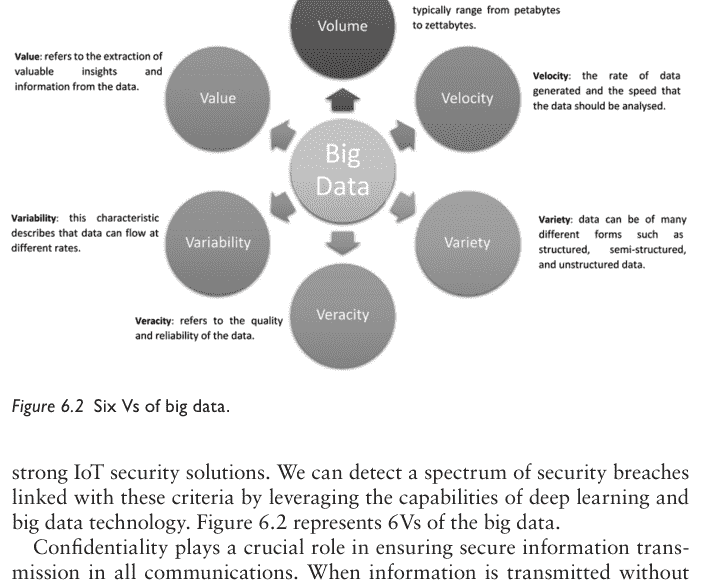 typically range from petabytes
to zettabytes.
Volume
Value: refers to the extraction of
valuable insights and
information from the data.
Value
Velocity
Velocity: the rate of data
generated and the speed that
the data should be analysed.
Big
Data
Variability: this characteristic
describes that data can flow at
different rates.
Variability
Variety
Variety: data can be of many
different forms such as
structured, semi-structured,
and unstructured data.
Veracity
Veracity: refers to the quality
and reliability of the data.
Figure 6.2 Six Vs of big data.
strong IoT security solutions. We can detect a spectrum of security breaches
linked with these criteria by leveraging the capabilities of deep learning and
big data technology. Figure 6.2 represents 6Vs of the big data.
Confidentiality plays a crucial role in ensuring secure information trans-
mission in all communications. When information is transmitted without